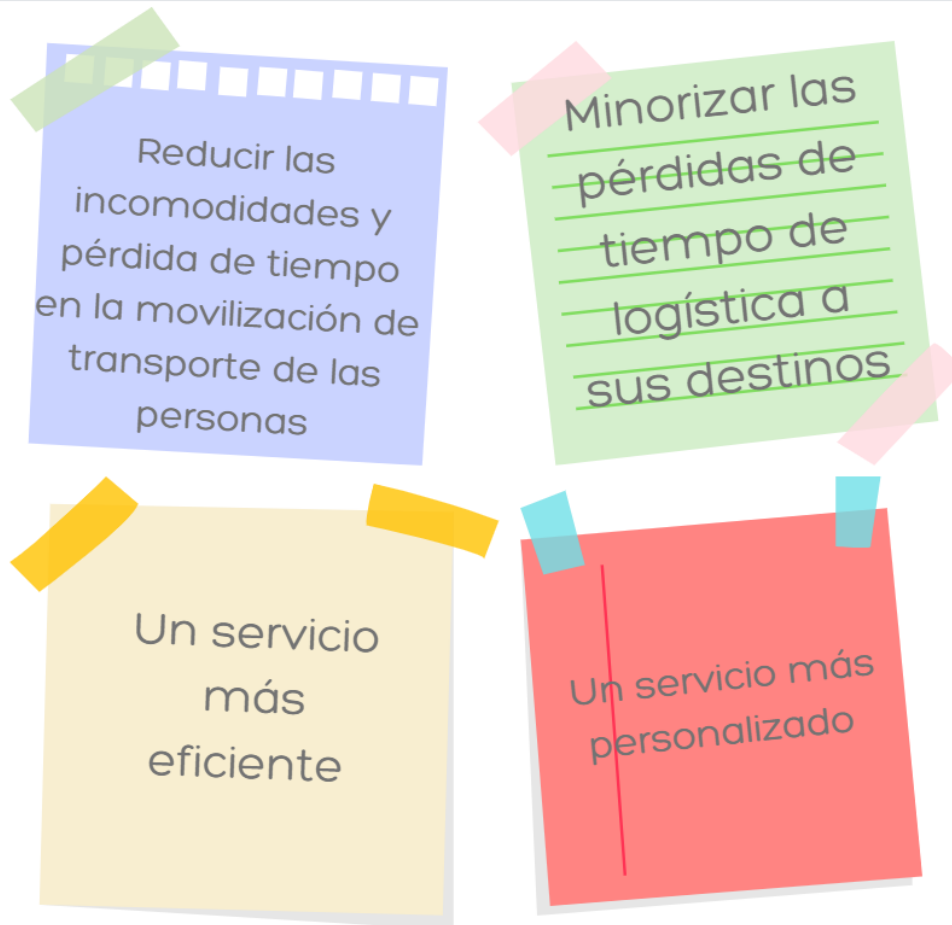 Reducir las
incomodidades y
pérdida de tiempo
en la movilización de
transporte de las
personas
Minorizar las
pérdidas de
tiempo de
logística a
sus destinos
Un servicio
más
eficiente
Un servicio más
personalizado